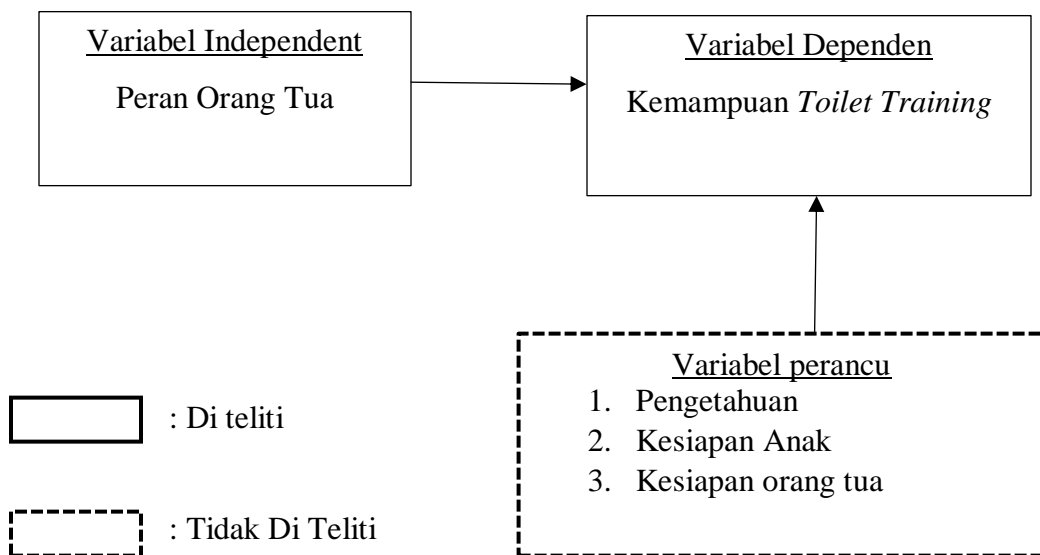 Variabel Independent
Peran Orang Tua
Variabel Dependen
Kemampuan Toilet Training
Variabel perancu
1. Pengetahuan
2. Kesiapan Anak
3. Kesiapan orang tua
: Di teliti
: Tidak Di Teliti